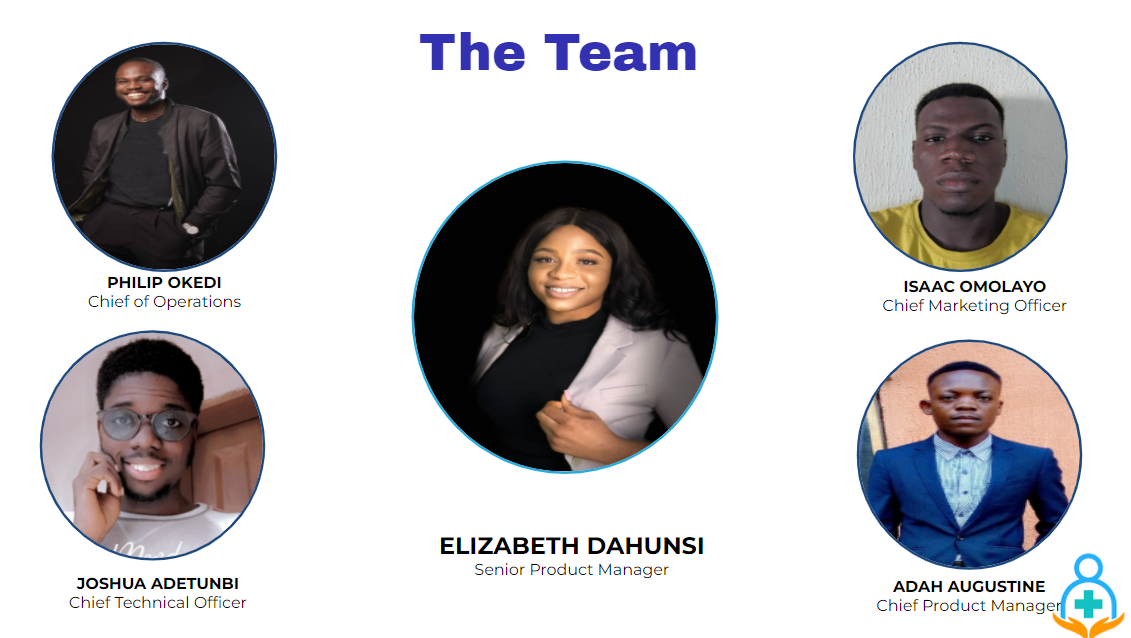 The Team
PHILIP OKEDI
Chief of Operations
ISAAC OMOLAYO
Chief Marketing Officer
JOSHUA ADETUNBI
Chief Technical Officer
ELIZABETH DAHUNSI
Senior Product Manager
ADAH AUGUSTINE
Chief Product Manager